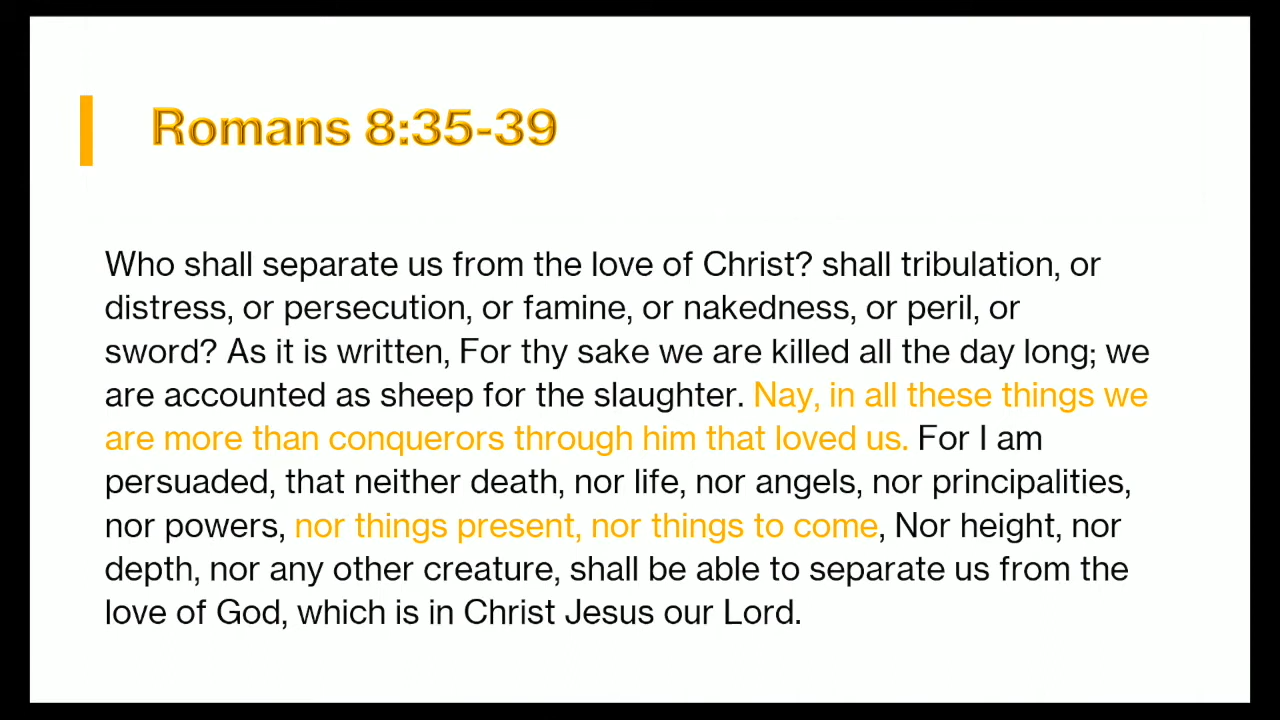 Romans 8:35-39
Who shall separate us from the love of Christ? shall tribulation, or
distress, or persecution, or famine, or nakedness, or peril, or
sword? As it is written, For thy sake we are killed all the day long; we
are accounted as sheep for the slaughter. Nay, in all these things we
are more than conquerors through him that loved us. For I am
persuaded, that neither death, nor life, nor angels, nor principalities,
nor powers, nor things present, nor things to come, Nor height, nor
depth, nor any other creature, shall be able to separate us from the
love of God, which is in Christ Jesus our Lord.